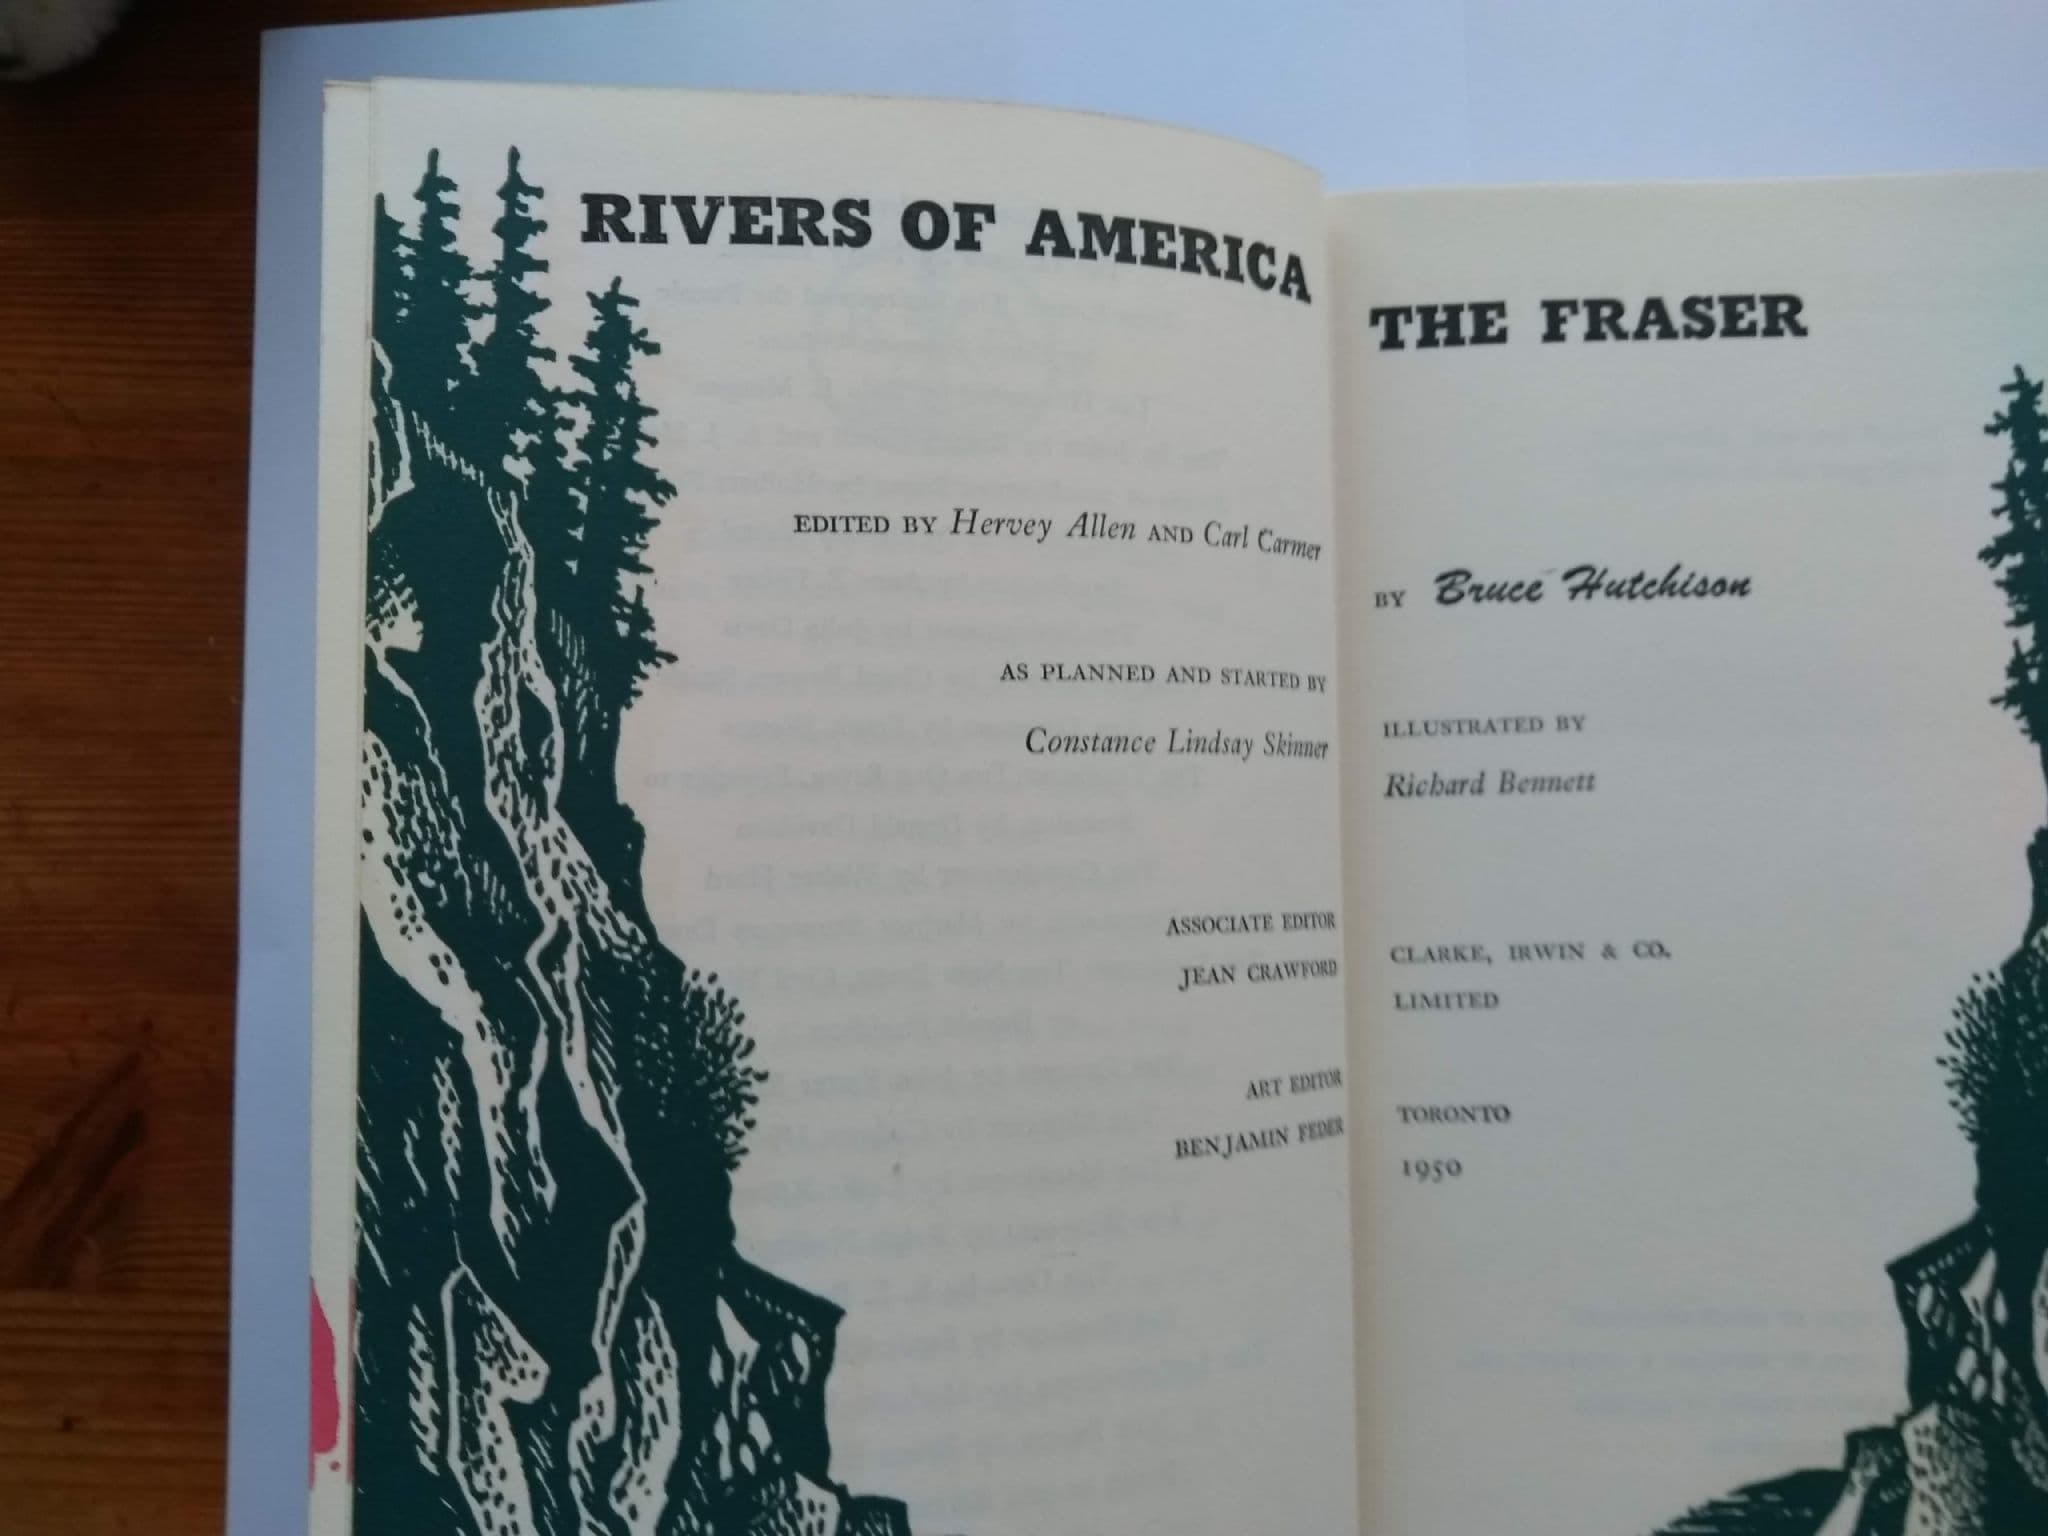 RIVERS OF AMERICA
EDITED BY Hervey Allen AND Carl Carmer
AS PLANNED AND STARTED BY
Constance Lindsay Skinner
ASSOCIATE EDITOR
JEAN CRAWFORD
ART EDITOR
BENJAMIN FEDER
THE FRASER
BY Bruce Hutchison
ILLUSTRATED BY
Richard Bennett
CLARKE, IRWIN & CO.
LIMITED
TORONTO
1950